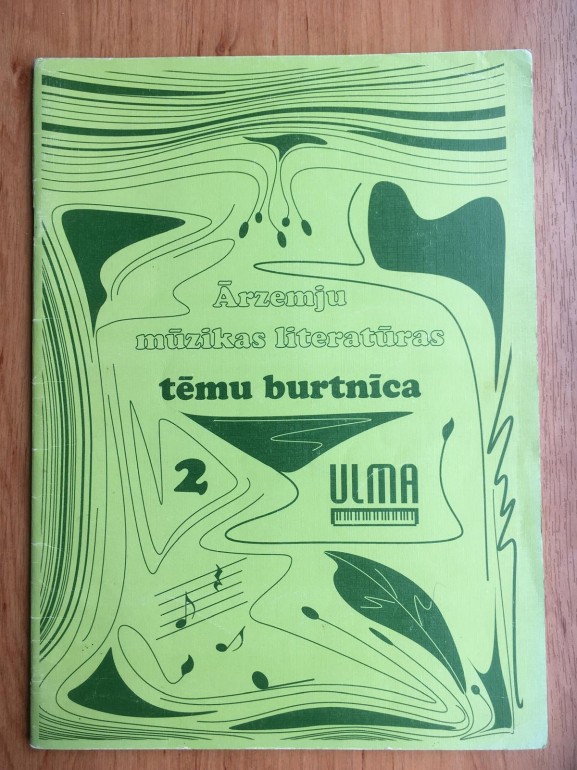 Ārzemju
mūzikas literatūras
tēmu burtnīca
2
ULMA